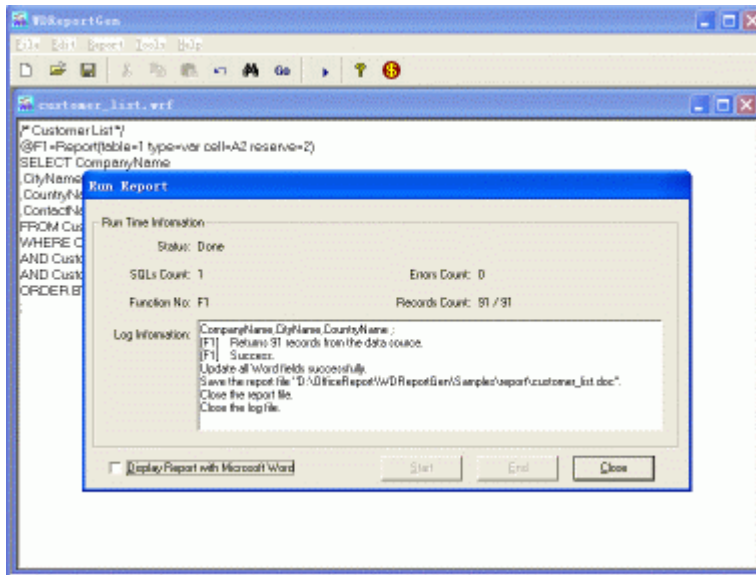 WDReportGen
File Edit Report Tools Help
Go
customer_list.wrf
/* Customer List */
@F1=Report(table=1 type=var cell=A2 reserve=2)
SELECT CompanyName
,CityName
,CountryNa
,ContactNa
FROM Cus
WHERE C
AND Custo
AND Custo
ORDER BY
;
Run Report
Run Time Information
Status: Done
SQLs Count: 1 Errors Count: 0
Function No: F1 Records Count: 91 / 91
Log Information:
CompanyName,CityName,CountryName ;
[F1] Returns 91 records from the data source.
[F1] Success.
Update all Word fields successfully.
Save the report file "D:\OfficeReport\WDReportGen\Samples\report\customer_list.doc".
Close the report file.
Close the log file.
Display Report with Microsoft Word Start End Close